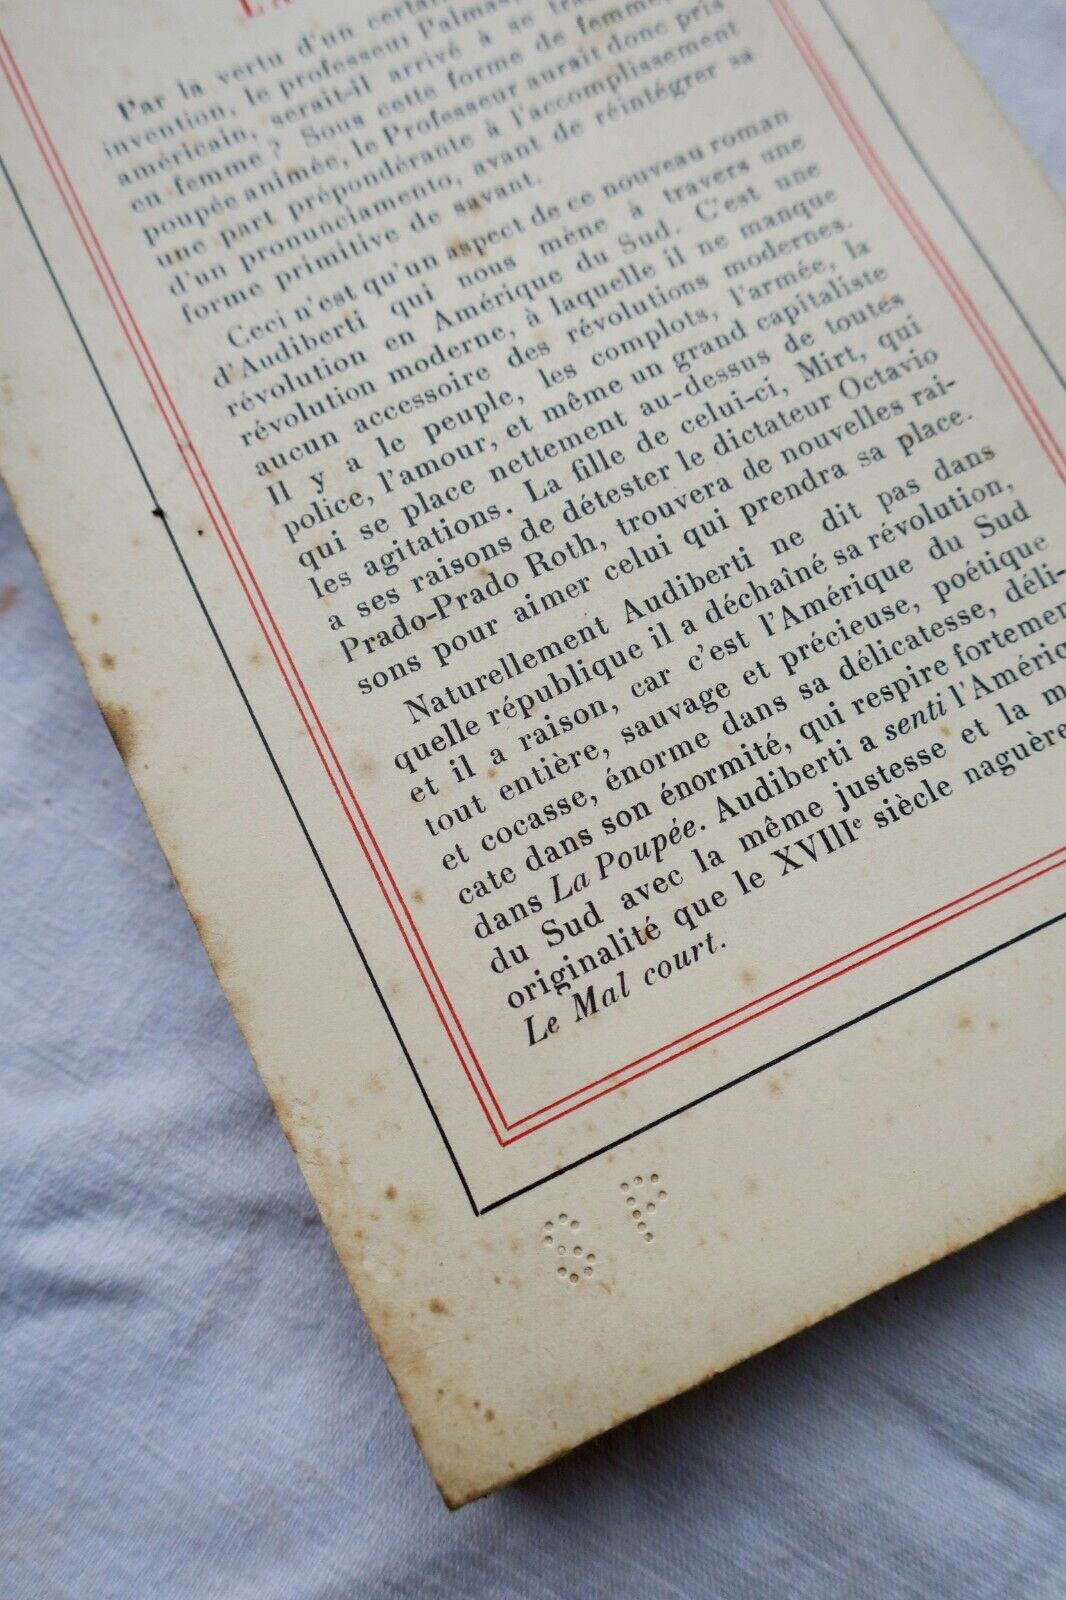 LA
Par la vertu d'un certain
invention, le professeur Palmas,
américain, serait-il arrivé à se
en femme ? Sous cette forme de femme,
poupée animée, le Professeur aurait donc pris
une part prépondérante à l'accomplissement
d'un pronunciamento, avant de réintégrer sa
forme primitive de savant.
Ceci n'est qu'un aspect de ce nouveau roman
d'Audiberti qui nous mène à travers une
révolution en Amérique du Sud. C'est une
révolution moderne, à laquelle il ne manque
aucun accessoire des révolutions modernes.
Il y a le peuple, les complots, l'armée, la
police, l'amour, et même un grand capitaliste
qui se place nettement au-dessus de toutes
les agitations. La fille de celui-ci, Mirt, qui
a ses raisons de détester le dictateur Octavio
Prado-Prado Roth, trouvera de nouvelles rai-
sons pour aimer celui qui prendra sa place.
Naturellement Audiberti ne dit pas dans
quelle république il a déchaîné sa révolution,
et il a raison, car c'est l'Amérique du Sud
tout entière, sauvage et précieuse, poétique
et cocasse, énorme dans sa délicatesse, déli-
cate dans son énormité, qui respire fortemen
dans La Poupée. Audiberti a senti l'Amériq
du Sud avec la même justesse et la m
originalité que le XVIIIe siècle naguère
Le Mal court.
S P